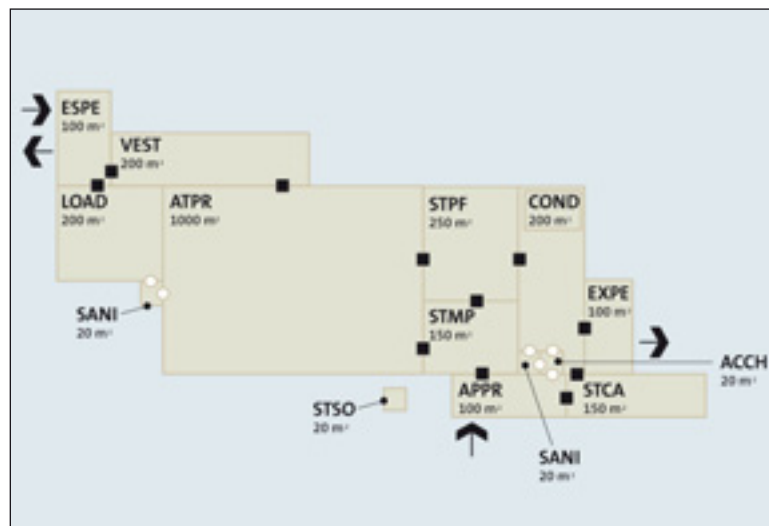 ESPE
100 m²
VEST
200 m²
LOAD
200 m²
ATPR
1000 m²
STPF
250 m²
COND
200 m²
SANI
20 m²
STMP
150 m²
EXPE
100 m²
ACCH
20 m²
STSO
20 m²
APPR
100 m²
STCA
150 m²
SANI
20 m²